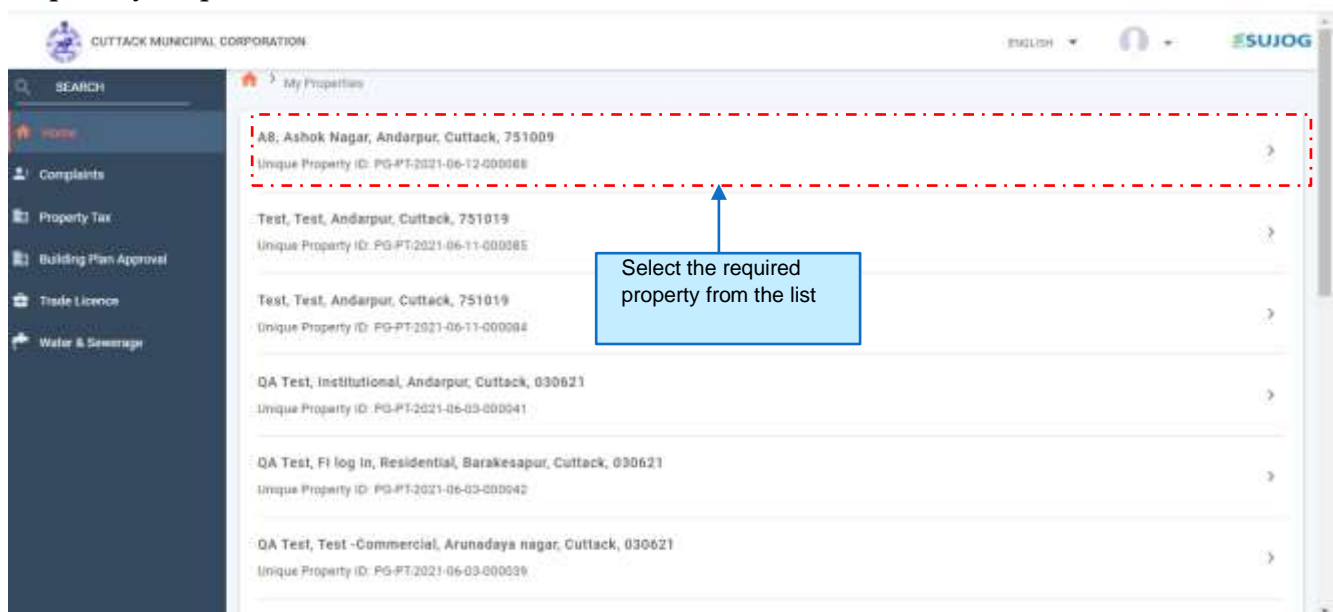 CUTTACK MUNICIPAL CORPORATION
ENGLISH
SUJOG
SEARCH
My Properties
Home
A8, Ashok Nagar, Andarpur, Cuttack, 751009
Unique Property ID: PG-PT-2021-06-12-000088
Complaints
Property Tax
Test, Test, Andarpur, Cuttack, 751019
Unique Property ID: PG-PT-2021-06-11-000085
Building Plan Approval
Select the required
property from the list
Trade Licence
Test, Test, Andarpur, Cuttack, 751019
Unique Property ID: PG-PT-2021-06-11-000084
Water & Sewerage
QA Test, Institutional, Andarpur, Cuttack, 030621
Unique Property ID: PG-PT-2021-06-03-000041
QA Test, FI log In, Residential, Barakesapur, Cuttack, 030621
Unique Property ID: PG-PT-2021-06-03-000042
QA Test, Test -Commercial, Arunadaya nagar, Cuttack, 030621
Unique Property ID: PG-PT-2021-06-03-000039